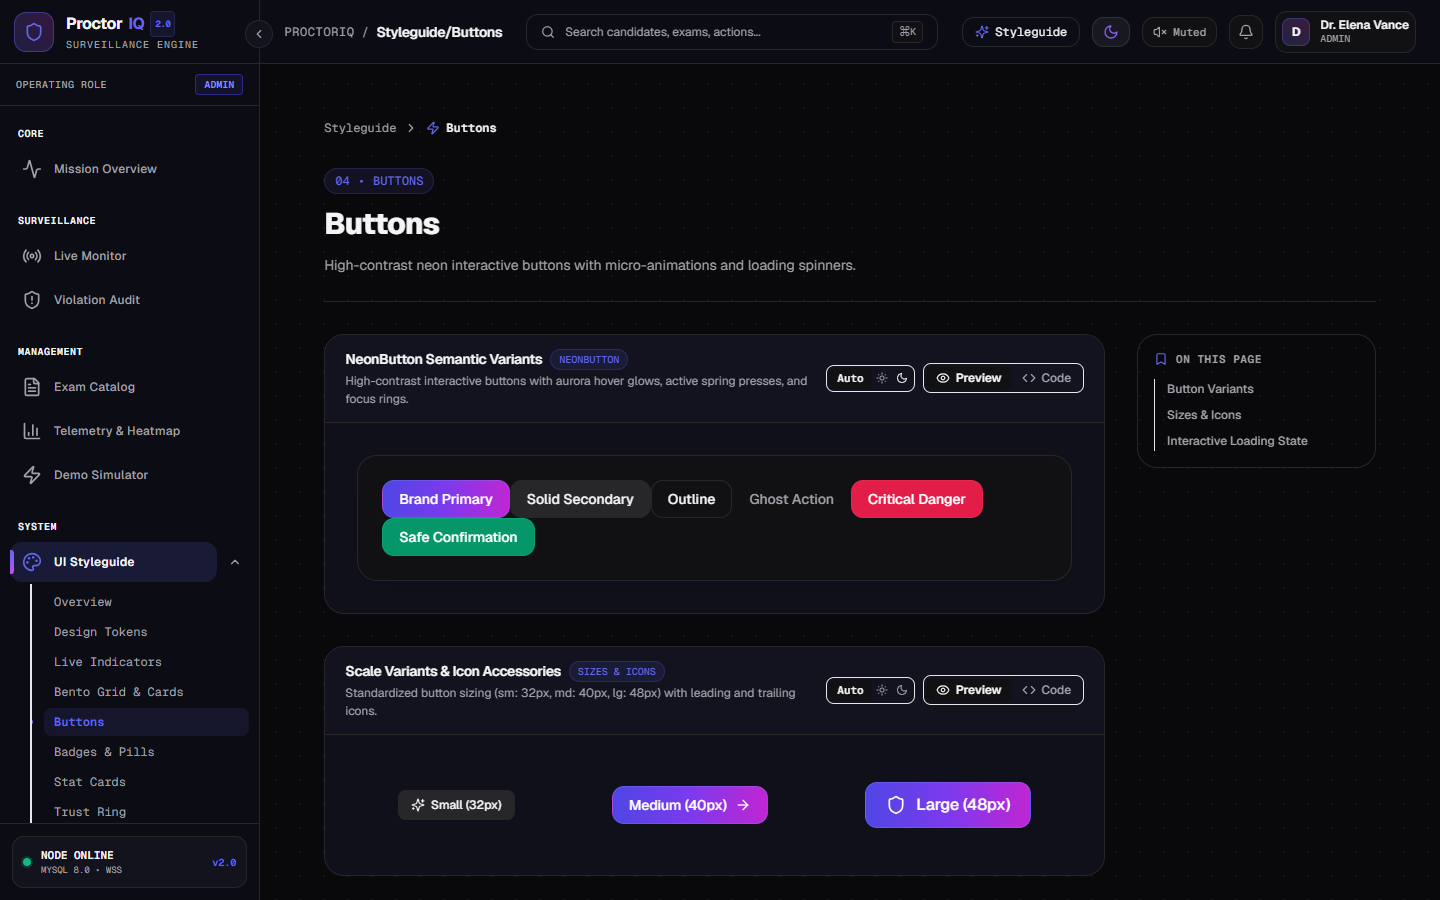 Proctor IQ 2.0
SURVEILLANCE ENGINE
OPERATING ROLE ADMIN
CORE
Mission Overview
SURVEILLANCE
Live Monitor
Violation Audit
MANAGEMENT
Exam Catalog
Telemetry & Heatmap
Demo Simulator
SYSTEM
UI Styleguide
Overview
Design Tokens
Live Indicators
Bento Grid & Cards
Buttons
Badges & Pills
Stat Cards
Trust Ring
NODE ONLINE
MYSQL 8.0 • WSS
v2.0
PROCTORIQ / Styleguide/Buttons
Search candidates, exams, actions...
⌘K
Styleguide
Muted
D
Dr. Elena Vance
ADMIN
Styleguide > Buttons
04 • BUTTONS
Buttons
High-contrast neon interactive buttons with micro-animations and loading spinners.
NeonButton Semantic Variants NEONBUTTON
High-contrast interactive buttons with aurora hover glows, active spring presses, and
focus rings.
Auto
Preview
Code
Brand Primary
Solid Secondary
Outline
Ghost Action
Critical Danger
Safe Confirmation
Scale Variants & Icon Accessories SIZES & ICONS
Standardized button sizing (sm: 32px, md: 40px, lg: 48px) with leading and trailing
icons.
Auto
Preview
Code
Small (32px)
Medium (40px)
Large (48px)
ON THIS PAGE
Button Variants
Sizes & Icons
Interactive Loading State